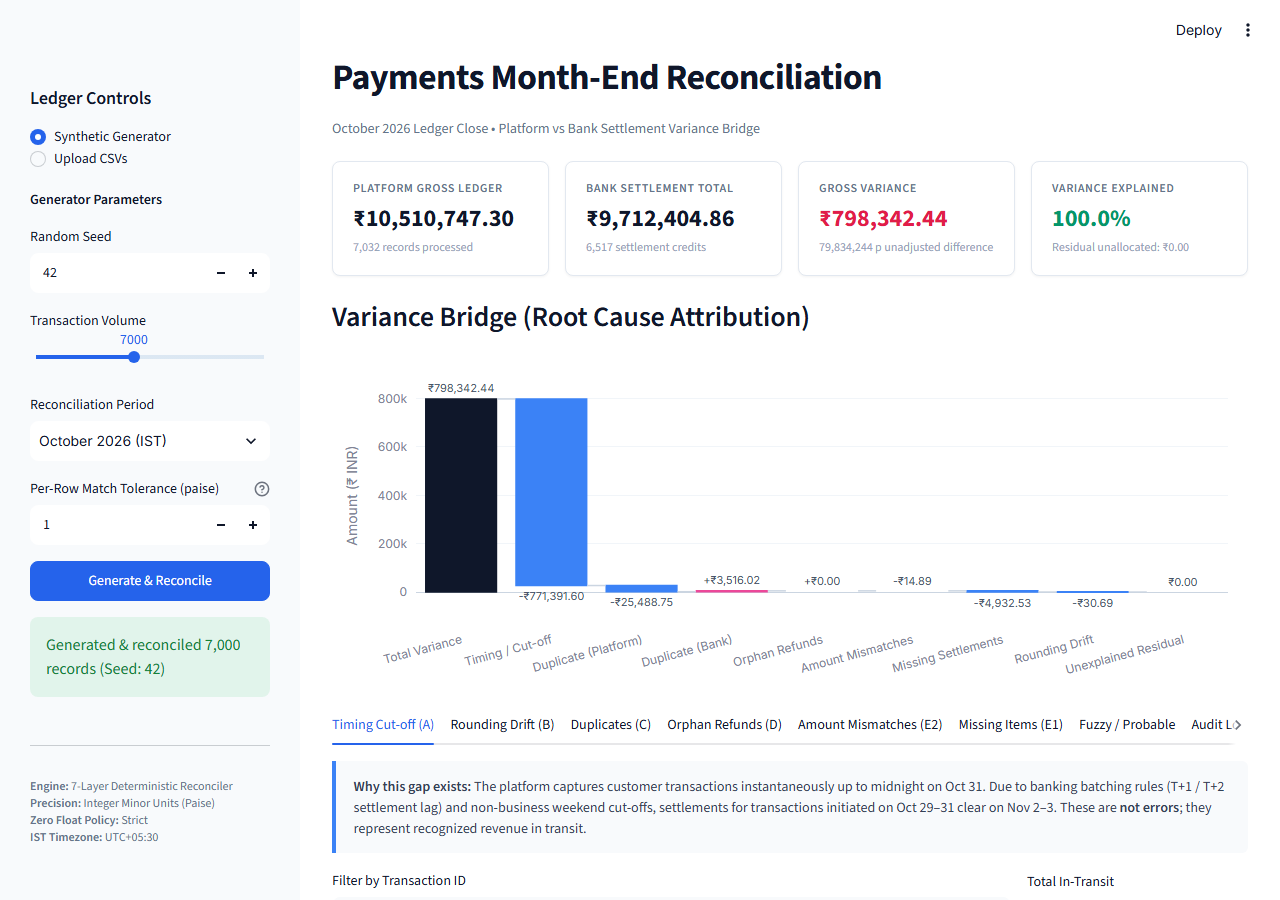 Deploy
Ledger Controls
Synthetic Generator
Upload CSVs
Generator Parameters
Random Seed
42
Transaction Volume
7000
Reconciliation Period
October 2026 (IST)
Per-Row Match Tolerance (paise)
1
Generate & Reconcile
Generated & reconciled 7,000
records (Seed: 42)
Engine: 7-Layer Deterministic Reconciler
Precision: Integer Minor Units (Paise)
Zero Float Policy: Strict
IST Timezone: UTC+05:30
Payments Month-End Reconciliation
October 2026 Ledger Close • Platform vs Bank Settlement Variance Bridge
PLATFORM GROSS LEDGER
₹10,510,747.30
7,032 records processed
BANK SETTLEMENT TOTAL
₹9,712,404.86
6,517 settlement credits
GROSS VARIANCE
₹798,342.44
79,834,244 p unadjusted difference
VARIANCE EXPLAINED
100.0%
Residual unallocated: ₹0.00
Variance Bridge (Root Cause Attribution)
Amount (₹ INR)
800k
600k
400k
200k
0
₹798,342.44
-₹771,391.60
-₹25,488.75
+₹3,516.02
+₹0.00
-₹14.89
-₹4,932.53
-₹30.69
₹0.00
Total Variance
Timing / Cut-off
Duplicate (Platform)
Duplicate (Bank)
Orphan Refunds
Amount Mismatches
Missing Settlements
Rounding Drift
Unexplained Residual
Timing Cut-off (A) Rounding Drift (B) Duplicates (C) Orphan Refunds (D) Amount Mismatches (E2) Missing Items (E1) Fuzzy / Probable Audit L
Why this gap exists: The platform captures customer transactions instantaneously up to midnight on Oct 31. Due to banking batching rules (T+1 / T+2
settlement lag) and non-business weekend cut-offs, settlements for transactions initiated on Oct 29–31 clear on Nov 2–3. These are not errors; they
represent recognized revenue in transit.
Filter by Transaction ID
Total In-Transit